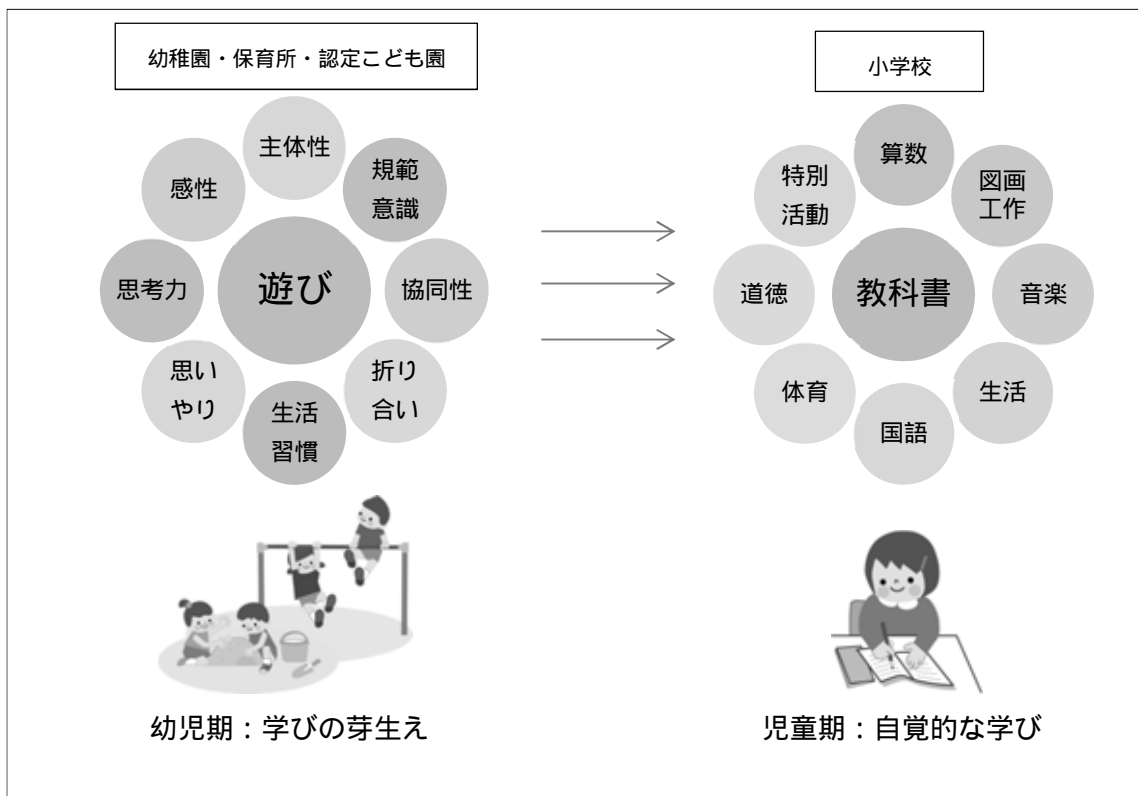 幼稚園・保育所・認定こども園
主体性
規範
意識
協同性
折り
合い
生活
習慣
思い
やり
思考力
感性
遊び
幼児期：学びの芽生え
小学校
算数
図画
工作
音楽
生活
国語
体育
道徳
特別
活動
教科書
児童期：自覚的な学び